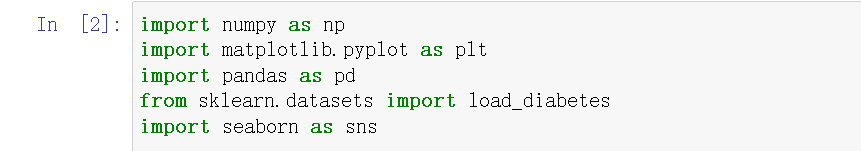 In [2]: import numpy as np
import matplotlib.pyplot as plt
import pandas as pd
from sklearn.datasets import load_diabetes
import seaborn as sns